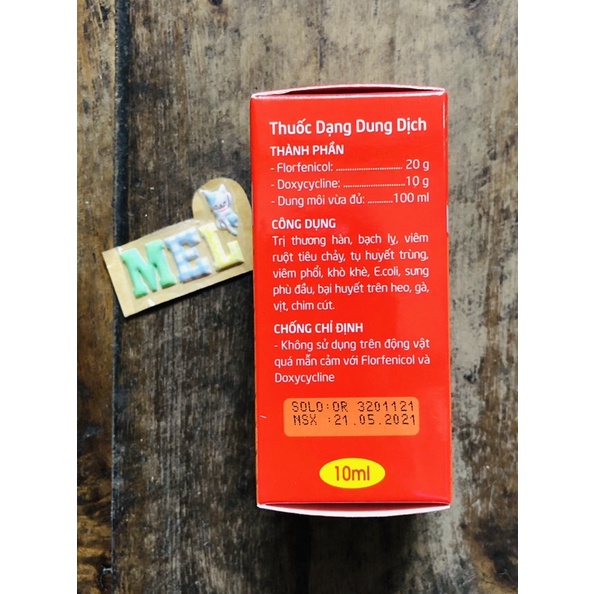 Thuốc Dạng Dung Dịch
THÀNH PHẦN
- Florfenicol: ............................ 20 g
- Doxycycline: ..........................10 g
- Dung môi vừa đủ: ...........100 ml
CÔNG DỤNG
Trị thương hàn, bạch lỵ, viêm
ruột tiêu chảy, tụ huyết trùng,
viêm phổi, khò khè, E.coli, sưng
phù đầu, bại huyết trên heo, gà,
vịt, chim cút.
CHỐNG CHỈ ĐỊNH
- Không sử dụng trên động vật
quá mẫn cảm với Florfenicol và
Doxycycline
SOLO:OR 3201121
NSX :21.05.2021
10ml
MEL